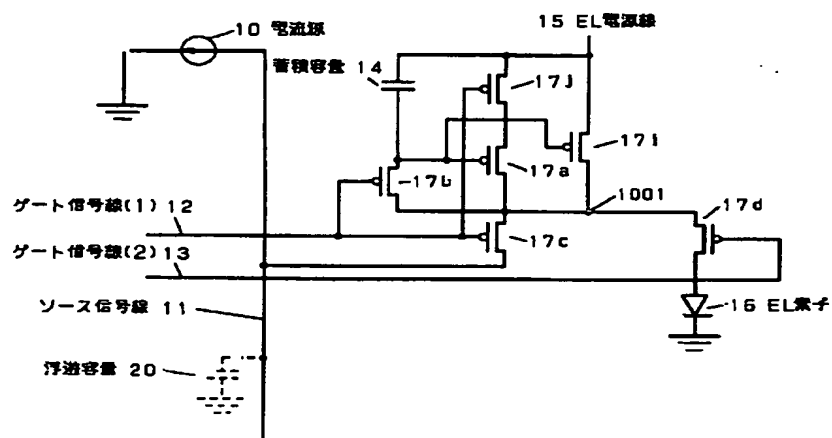 10 電流源
15 EL電源線
蓄積容量 14
17j
17i
17b
17a
1001
17d
ゲート信号線(1) 12
17c
ゲート信号線(2) 13
ソース信号線 11
16 EL素子
浮遊容量 20